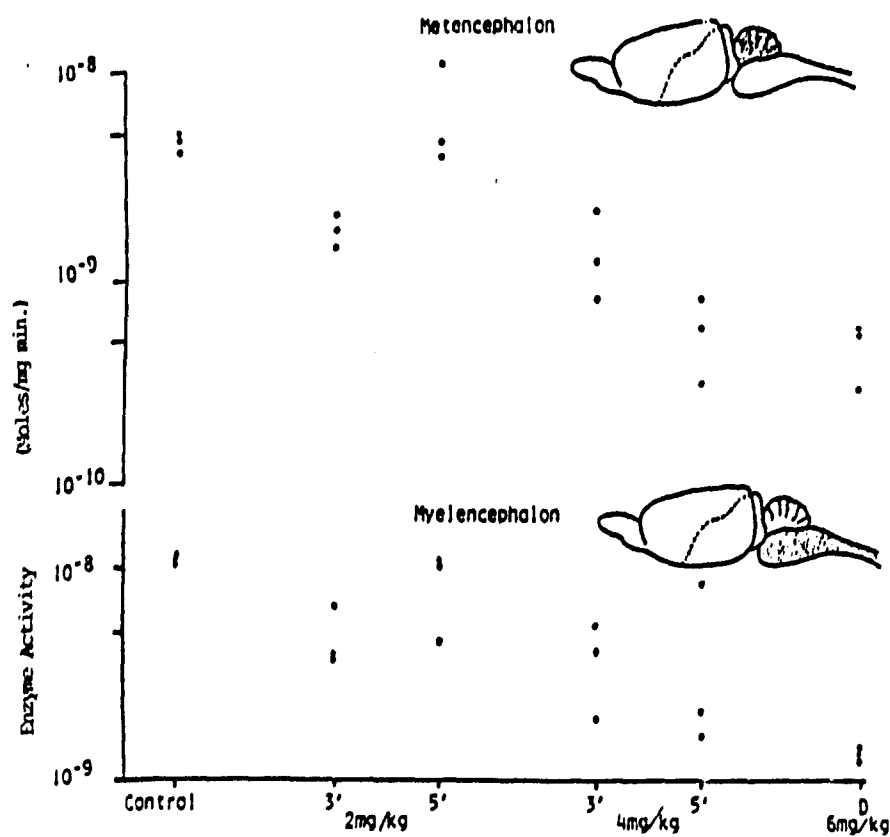 Metencephalon
10⁻⁸
10⁻⁹
10⁻¹⁰
(Moles/mg min.)
Myelencephalon
10⁻⁸
Enzyme Activity
10⁻⁹
Control 3' 5' 3' 5' D
2mg/kg 4mg/kg 6mg/kg